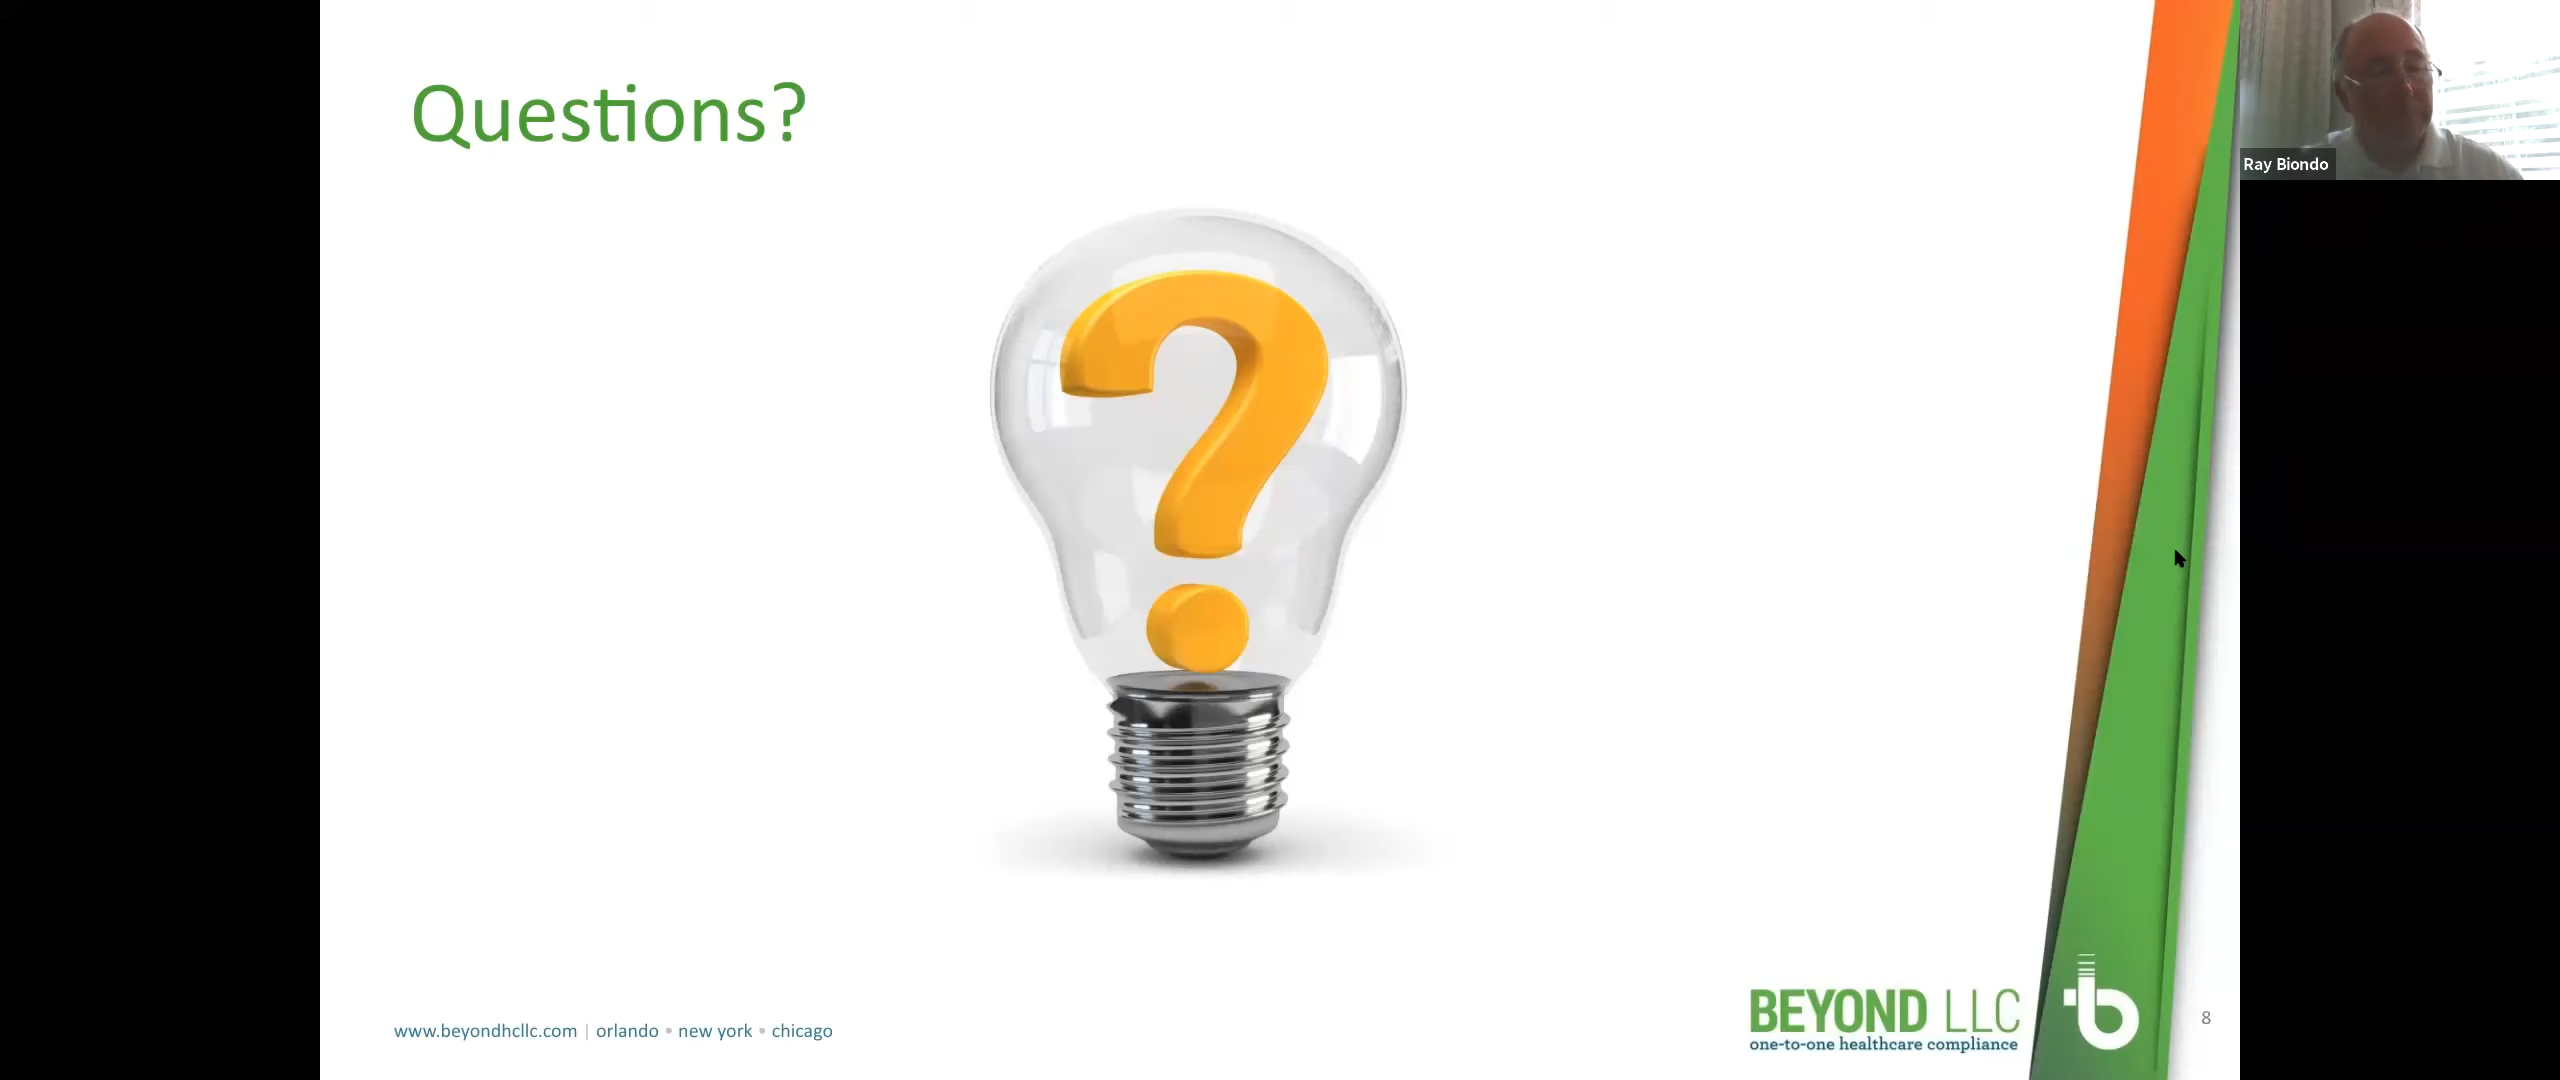 Questions?
Ray Biondo
?
BEYOND LLC
one-to-one healthcare compliance
b
8
www.beyondhcllc.com | orlando • new york • chicago